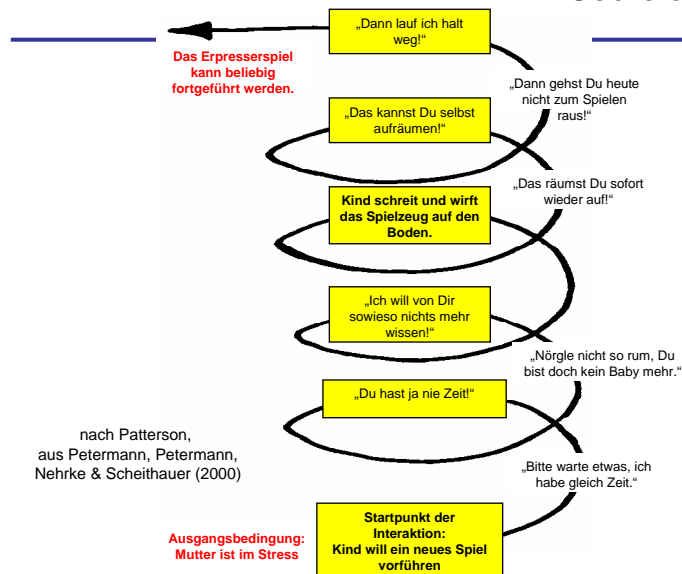 „Dann lauf ich halt
weg!“
Das Erpresserspiel
kann beliebig
fortgeführt werden.
„Dann gehst Du heute
nicht zum Spielen
raus!“
„Das kannst Du selbst
aufräumen!“
„Das räumst Du sofort
wieder auf!“
Kind schreit und wirft
das Spielzeug auf den
Boden.
„Ich will von Dir
sowieso nichts mehr
wissen!“
„Nörgle nicht so rum, Du
bist doch kein Baby mehr.“
„Du hast ja nie Zeit!“
nach Patterson,
aus Petermann, Petermann,
Nehrke & Scheithauer (2000)
„Bitte warte etwas, ich
habe gleich Zeit.“
Ausgangsbedingung:
Mutter ist im Stress
Startpunkt der
Interaktion:
Kind will ein neues Spiel
vorführen